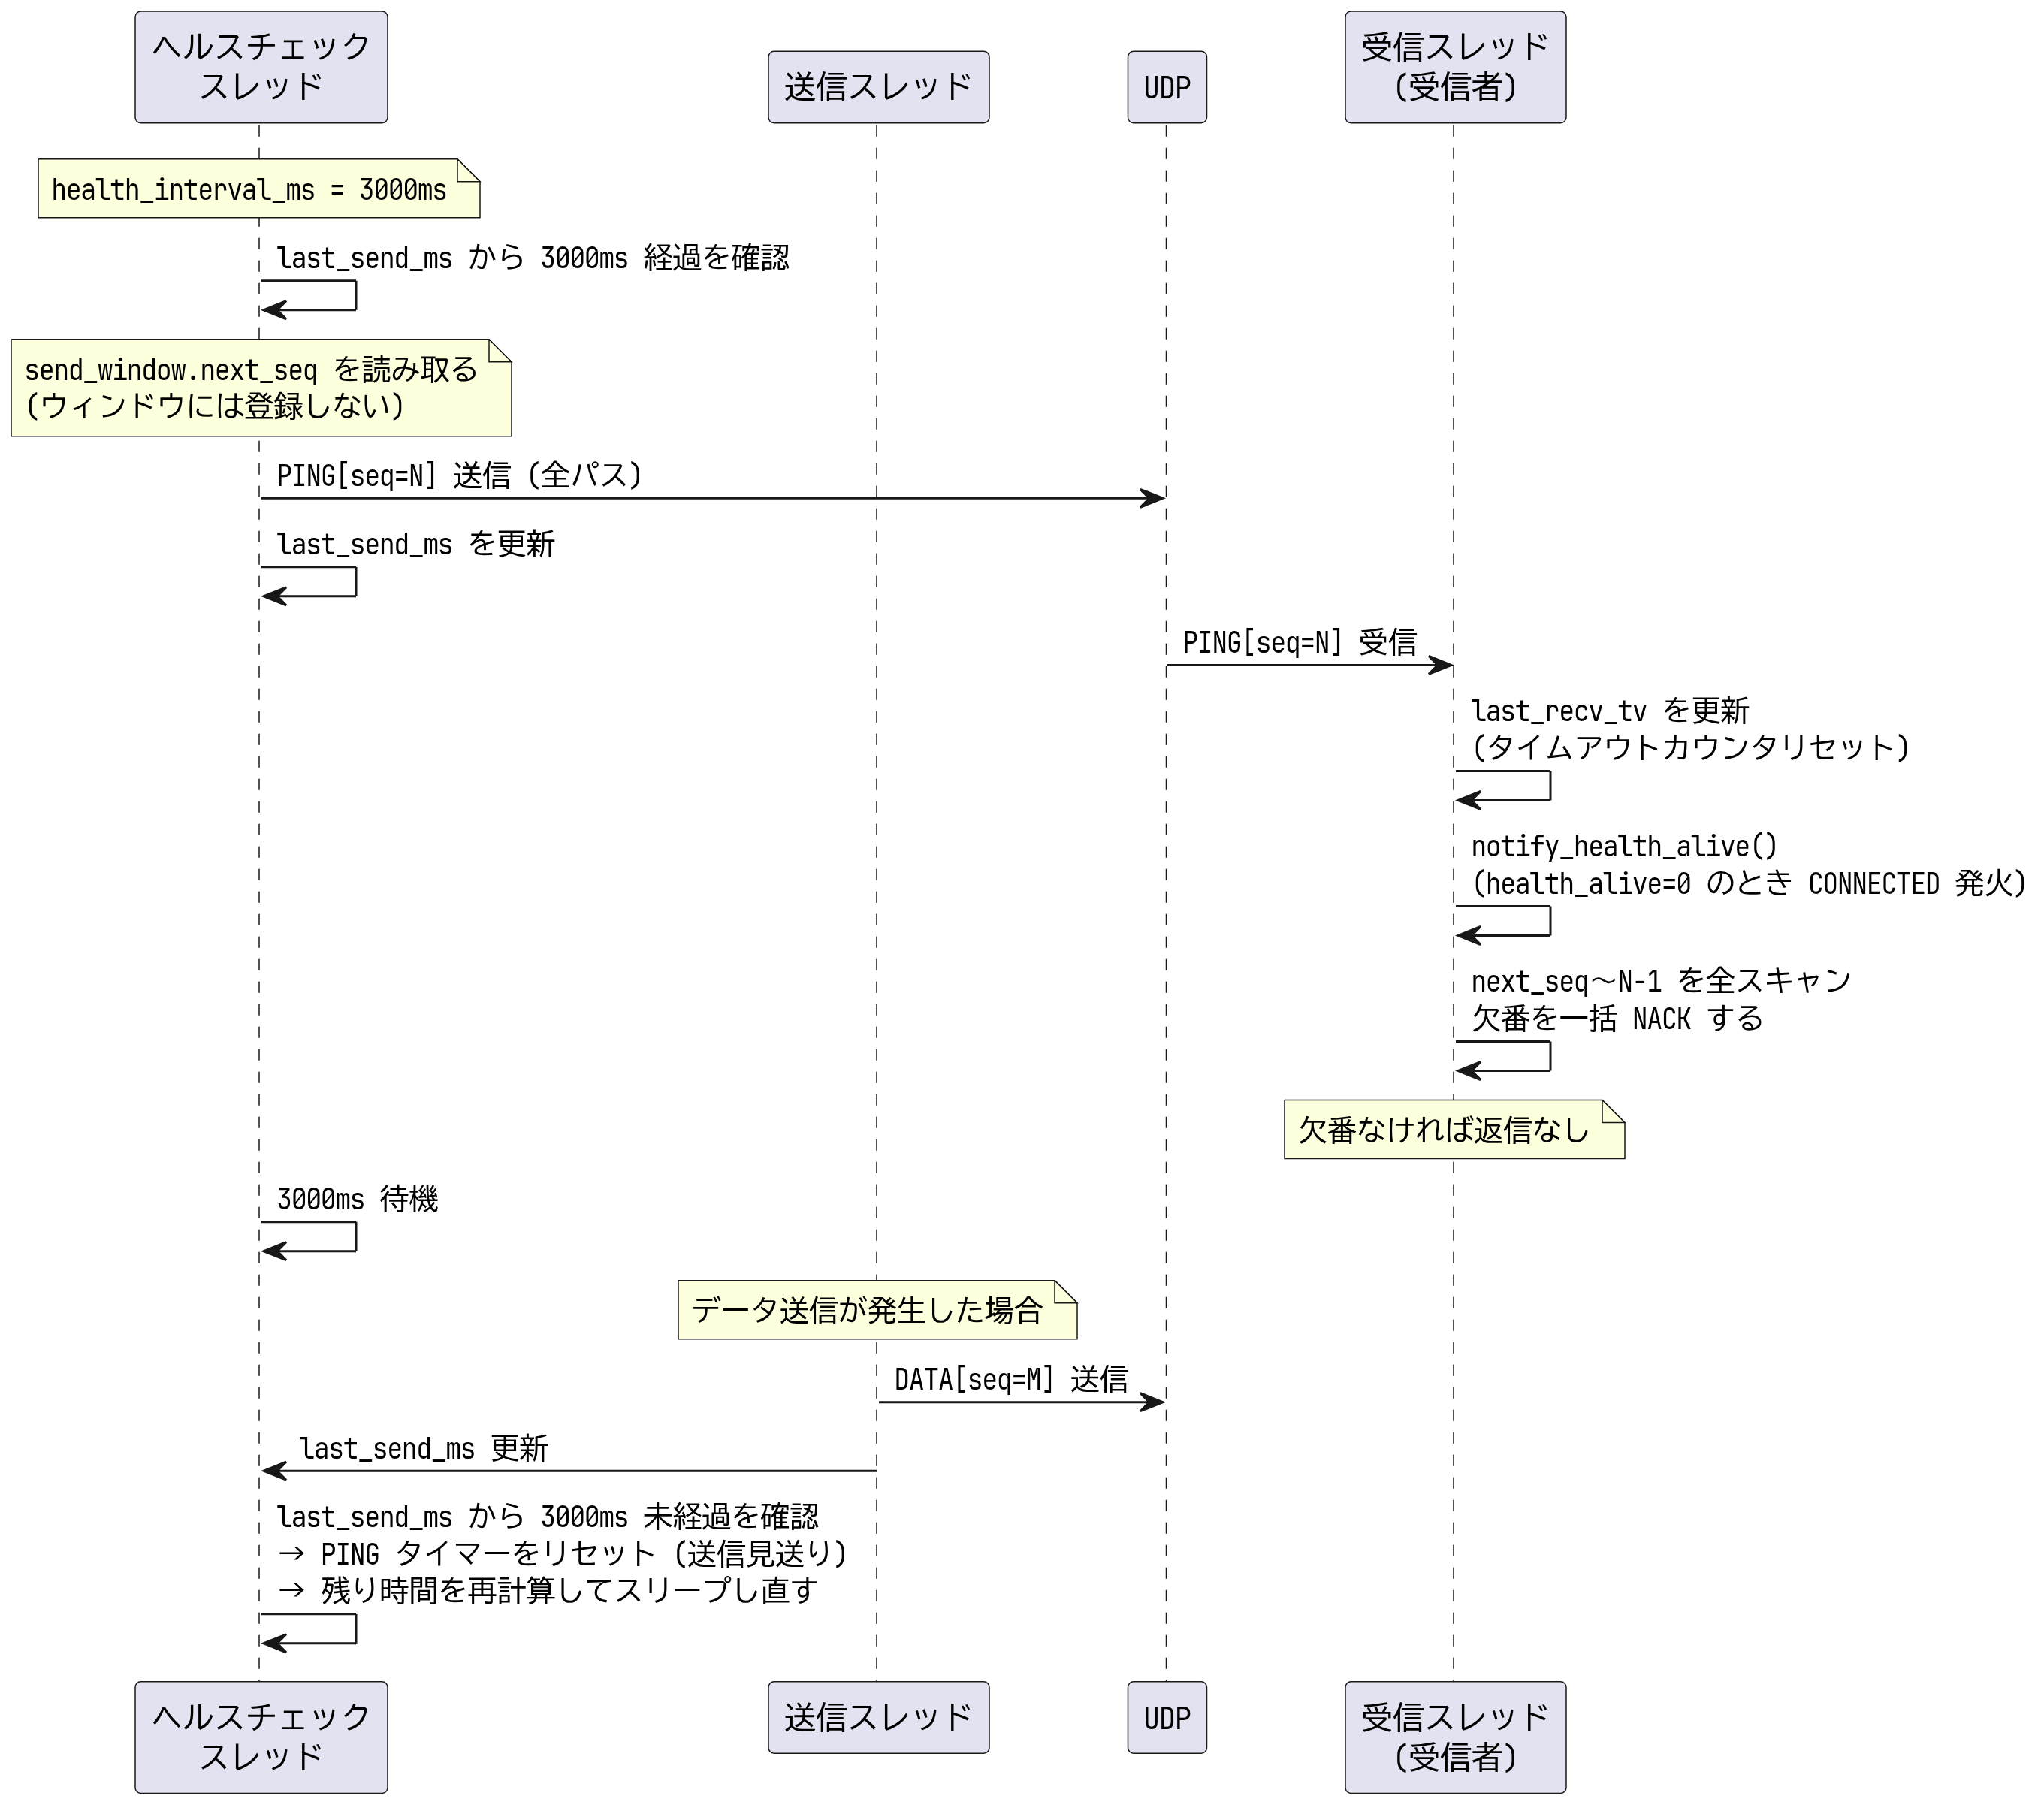 ヘルスチェック
スレッド
送信スレッド
UDP
受信スレッド
(受信者)
health_interval_ms = 3000ms
last_send_ms から 3000ms 経過を確認
send_window.next_seq を読み取る
(ウィンドウには登録しない)
PING[seq=N] 送信 (全パス)
last_send_ms を更新
PING[seq=N] 受信
last_recv_tv を更新
(タイムアウトカウンタリセット)
notify_health_alive()
(health_alive=0 のとき CONNECTED 発火)
next_seq〜N-1 を全スキャン
欠番を一括 NACK する
欠番なければ返信なし
3000ms 待機
データ送信が発生した場合
DATA[seq=M] 送信
last_send_ms 更新
last_send_ms から 3000ms 未経過を確認
→ PING タイマーをリセット (送信見送り)
→ 残り時間を再計算してスリープし直す
ヘルスチェック
スレッド
送信スレッド
UDP
受信スレッド
(受信者)